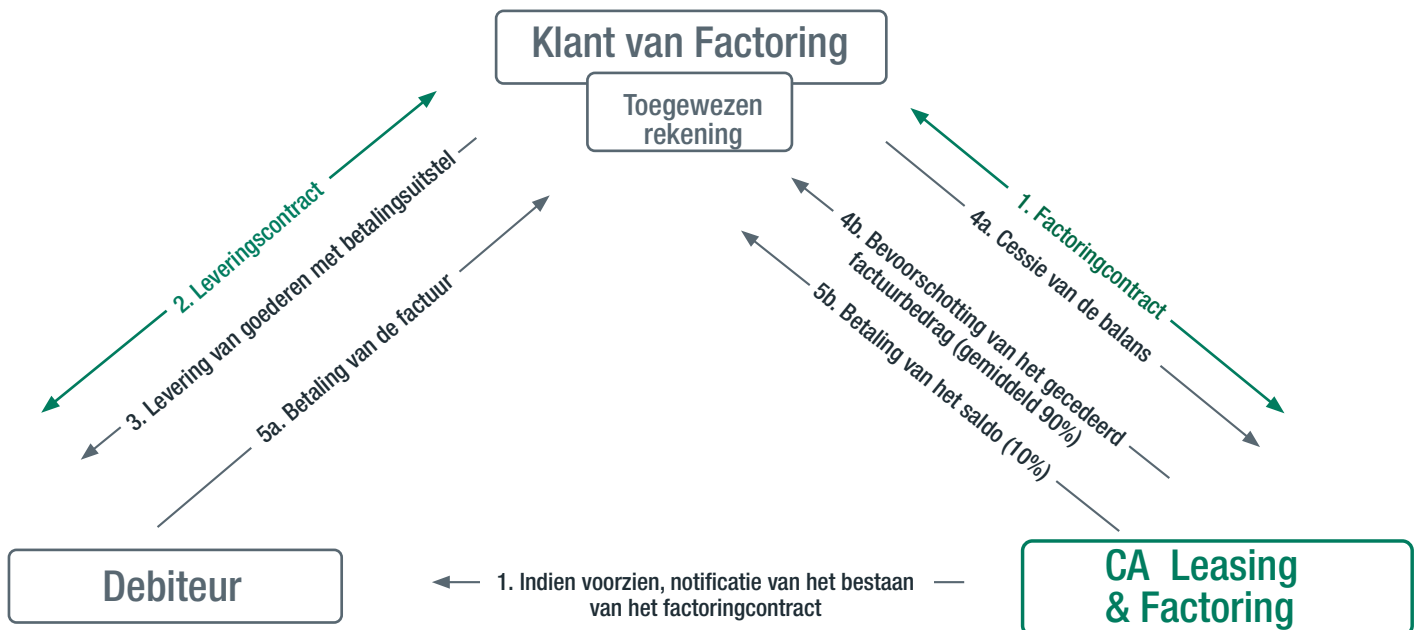 Klant van Factoring
Toegewezen
rekening
2. Leveringscontract
3. Levering van goederen met betalingsuitstel
5a. Betaling van de factuur
1. Factoringcontract
4a. Cessie van de balans
4b. Bevoorschotting van het gecedeerd
factuurbedrag (gemiddeld 90%)
5b. Betaling van het saldo (10%)
Debiteur
1. Indien voorzien, notificatie van het bestaan
van het factoringcontract
CA Leasing
& Factoring